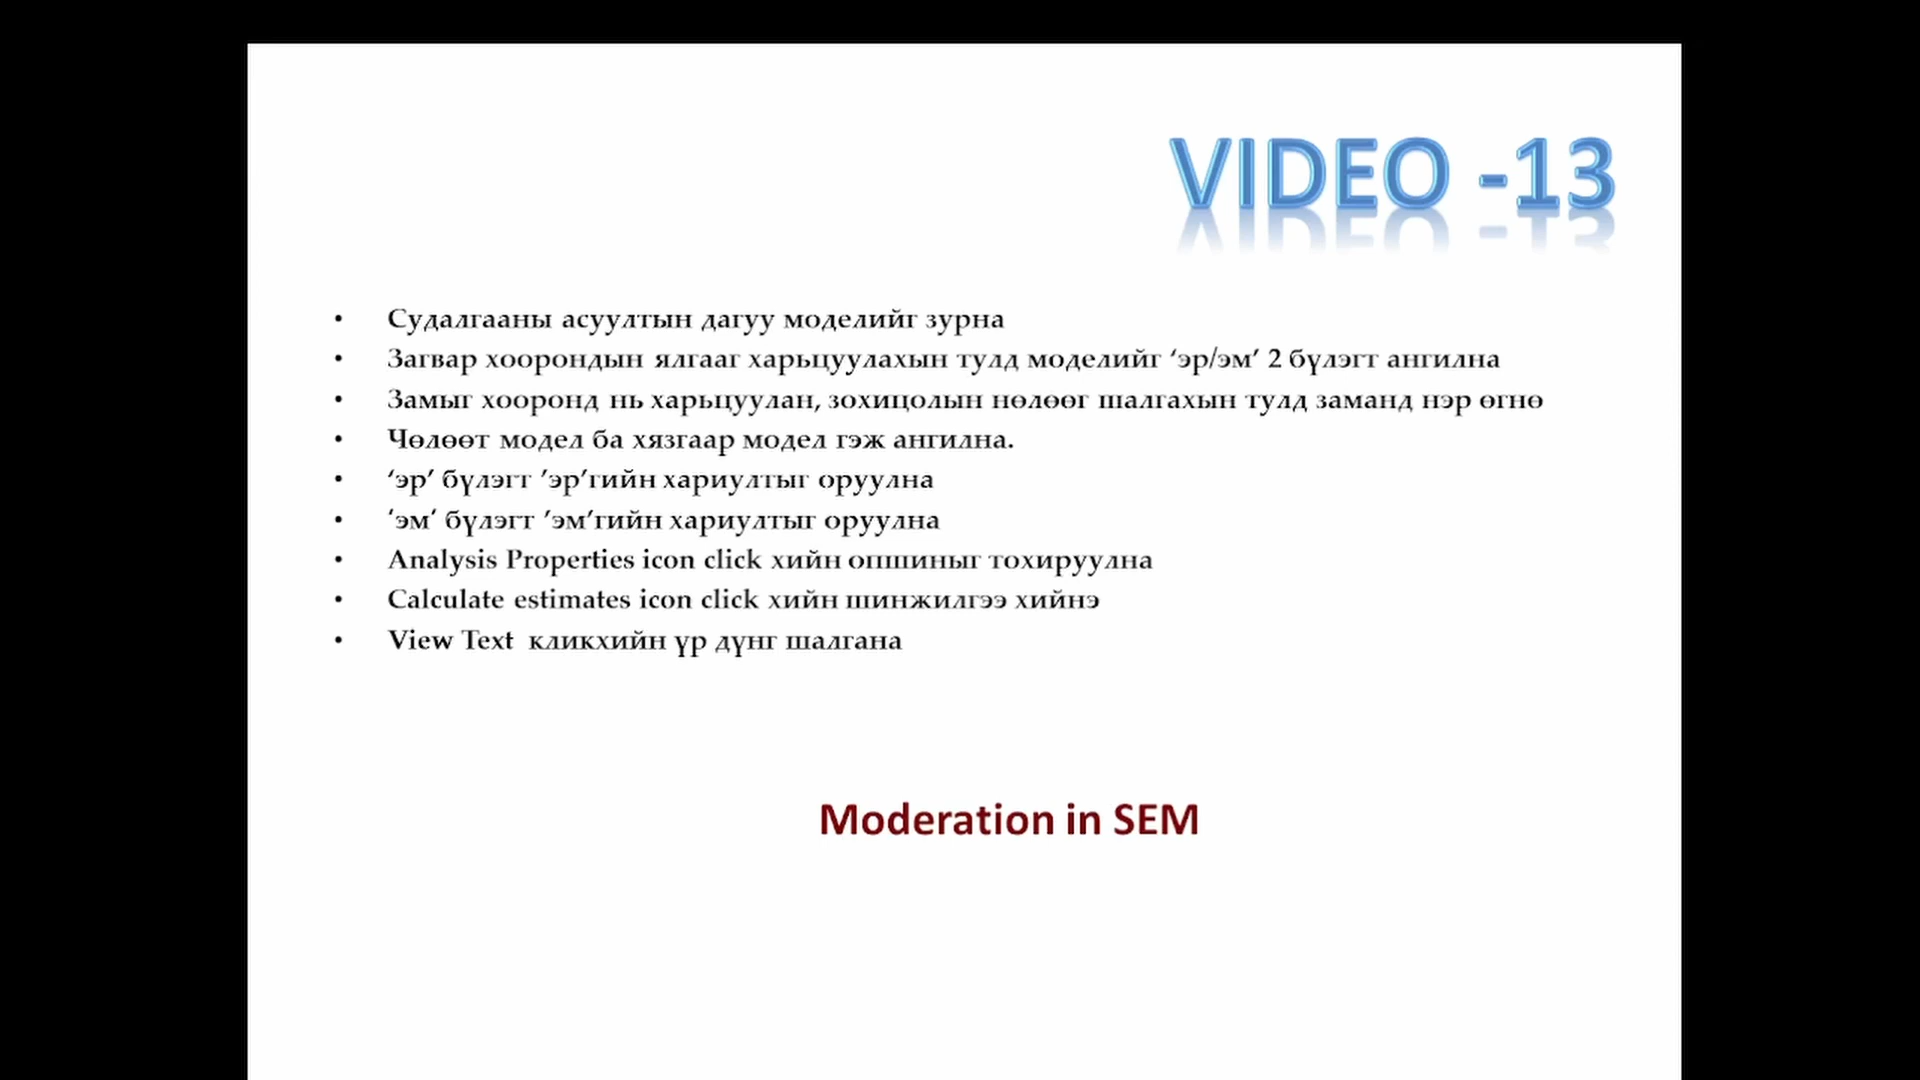 VIDEO -13
• Судалгааны асуултын дагуу моделийг зурна
• Загвар хоорондын ялгааг харьцуулахын тулд моделийг ‘эр/эм’ 2 бүлэгт ангилна
• Замыг хооронд нь харьцуулан, зохицолын нөлөөг шалгахын тулд заманд нэр өгнө
• Чөлөөт модел ба хязгаар модел гэж ангилна.
• ‘эр’ бүлэгт ’эр’гийн хариултыг оруулна
• ‘эм‘ бүлэгт ’эм’гийн хариултыг оруулна
• Analysis Properties icon click хийн опшиныг тохируулна
• Calculate estimates icon click хийн шинжилгээ хийнэ
• View Text кликхийн үр дүнг шалгана
Moderation in SEM